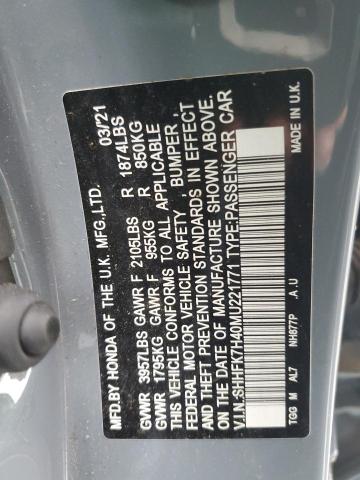 MFD.BY HONDA OF THE U.K. MFG.,LTD. 03/21
GVWR 3957LBS GAWR F 2105LBS R 1874LBS
GVWR 1795KG GAWR F 955KG R 850KG
THIS VEHICLE CONFORMS TO ALL APPLICABLE
FEDERAL MOTOR VEHICLE SAFETY , BUMPER ,
AND THEFT PREVENTION STANDARDS IN EFFECT
ON THE DATE OF MANUFACTURE SHOWN ABOVE.
V.I.N.:SHHFK7H40MU221771 TYPE:PASSENGER CAR
TGG M AL7 NH877P .A.U MADE IN U.K.